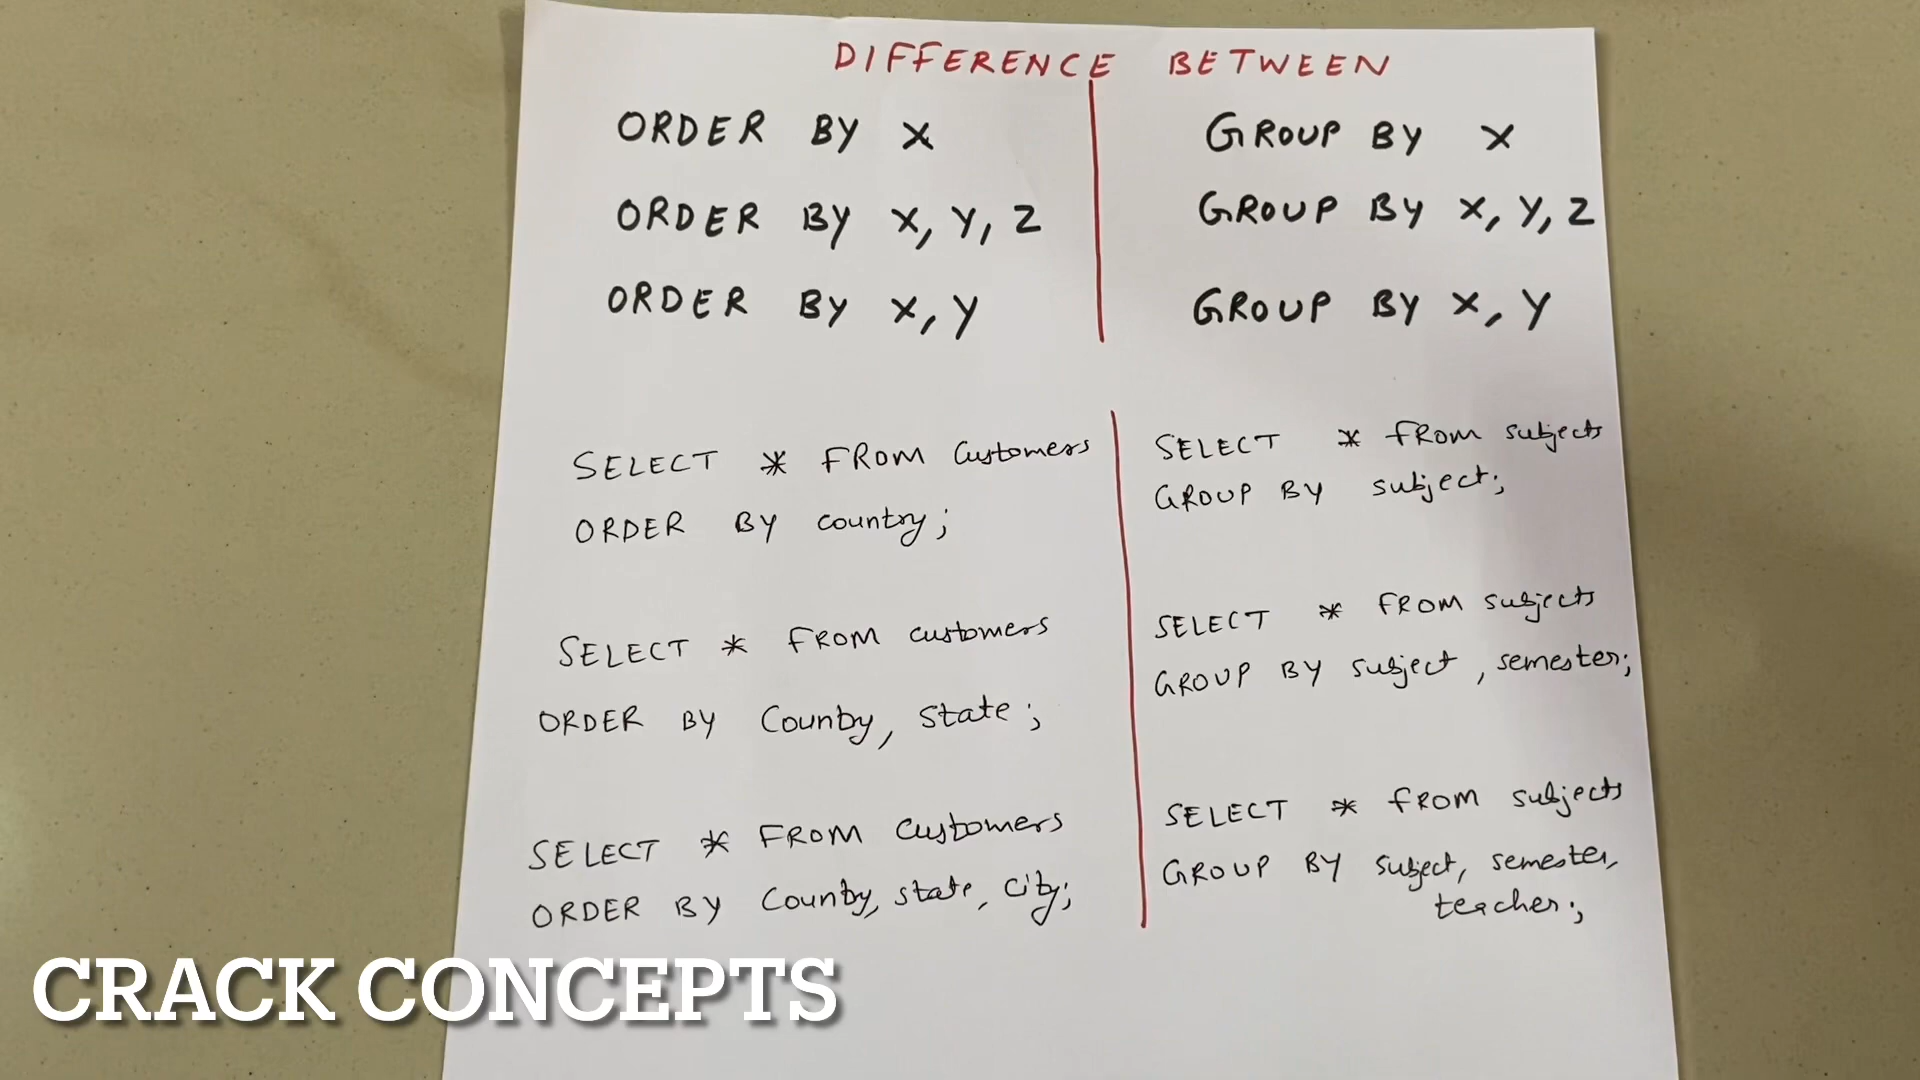 DIFFERENCE BETWEEN
ORDER BY X
ORDER BY X, Y, Z
ORDER BY X, Y
GROUP BY X
GROUP BY X, Y, Z
GROUP BY X, Y
SELECT * FROM Customers
ORDER BY country;
SELECT * FROM customers
ORDER BY Country, state;
SELECT * FROM Customers
ORDER BY Country, state, city;
SELECT * FROM subjects
GROUP BY subject;
SELECT * FROM subjects
GROUP BY subject, semester;
SELECT * FROM subjects
GROUP BY subject, semester,
teacher;
CRACK CONCEPTS